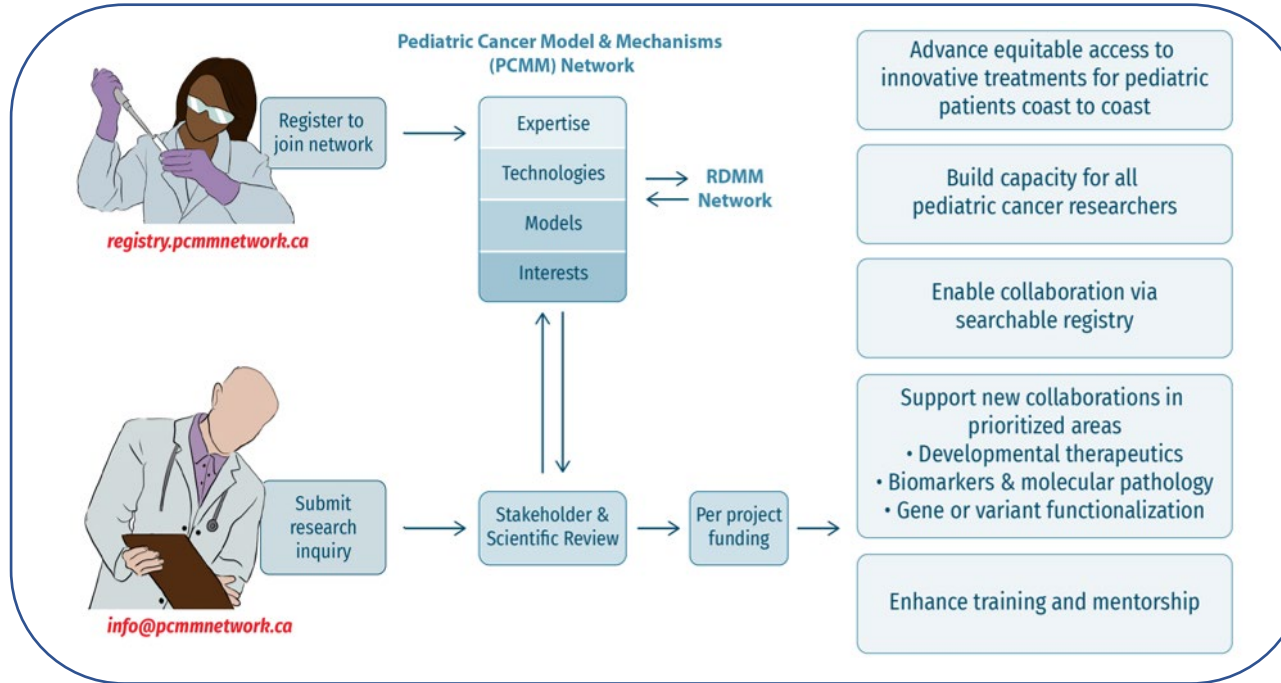 Pediatric Cancer Model & Mechanisms
(PCMM) Network
Register to
join network
registry.pcmmnetwork.ca
Expertise
Technologies
Models
Interests
RDMM
Network
Submit
research
inquiry
info@pcmmnetwork.ca
Stakeholder &
Scientific Review
Per project
funding
Advance equitable access to
innovative treatments for pediatric
patients coast to coast
Build capacity for all
pediatric cancer researchers
Enable collaboration via
searchable registry
Support new collaborations in
prioritized areas
• Developmental therapeutics
• Biomarkers & molecular pathology
• Gene or variant functionalization
Enhance training and mentorship